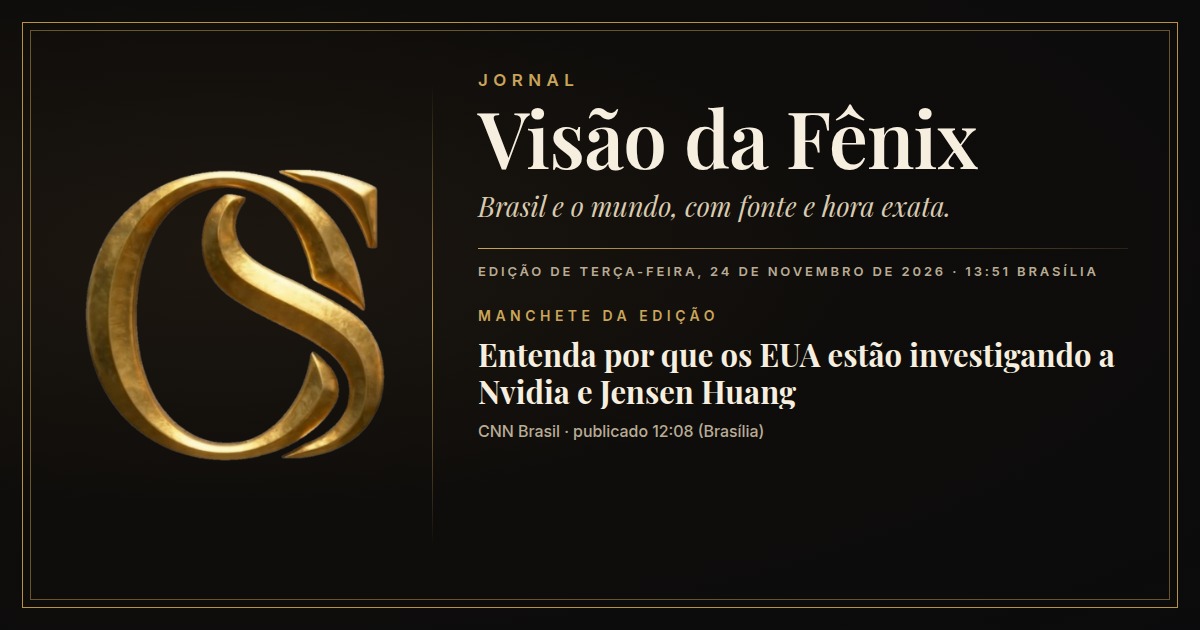 CS
JORNAL
Visão da Fênix
Brasil e o mundo, com fonte e hora exata.
EDIÇÃO DE TERÇA-FEIRA, 24 DE NOVEMBRO DE 2026 · 13:51 BRASÍLIA
MANCHETE DA EDIÇÃO
Entenda por que os EUA estão investigando a
Nvidia e Jensen Huang
CNN Brasil · publicado 12:08 (Brasília)